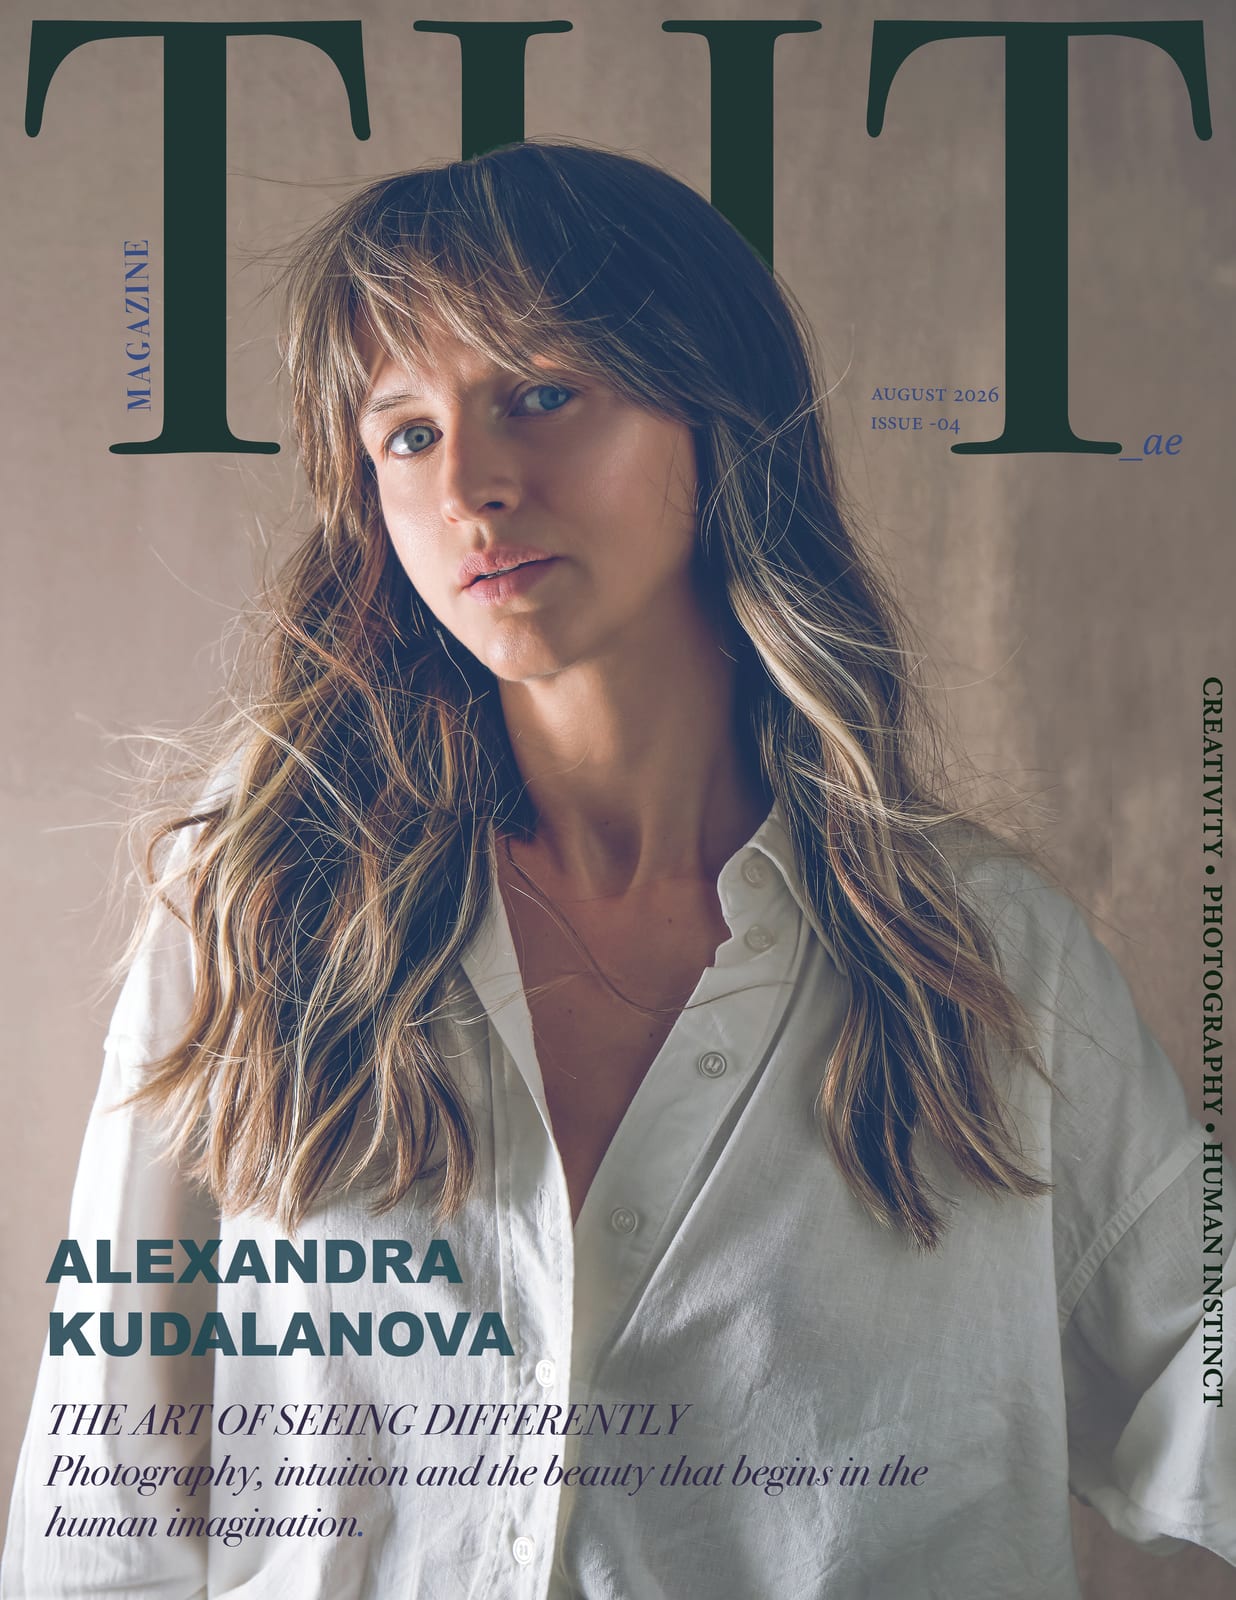 THT
MAGAZINE
AUGUST 2026
ISSUE -04
_ae
CREATIVITY • PHOTOGRAPHY • HUMAN INSTINCT
ALEXANDRA
KUDALANOVA
THE ART OF SEEING DIFFERENTLY
Photography, intuition and the beauty that begins in the
human imagination.